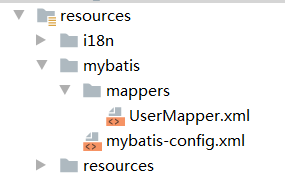 resources
i18n
mybatis
mappers
UserMapper.xml
mybatis-config.xml
resources